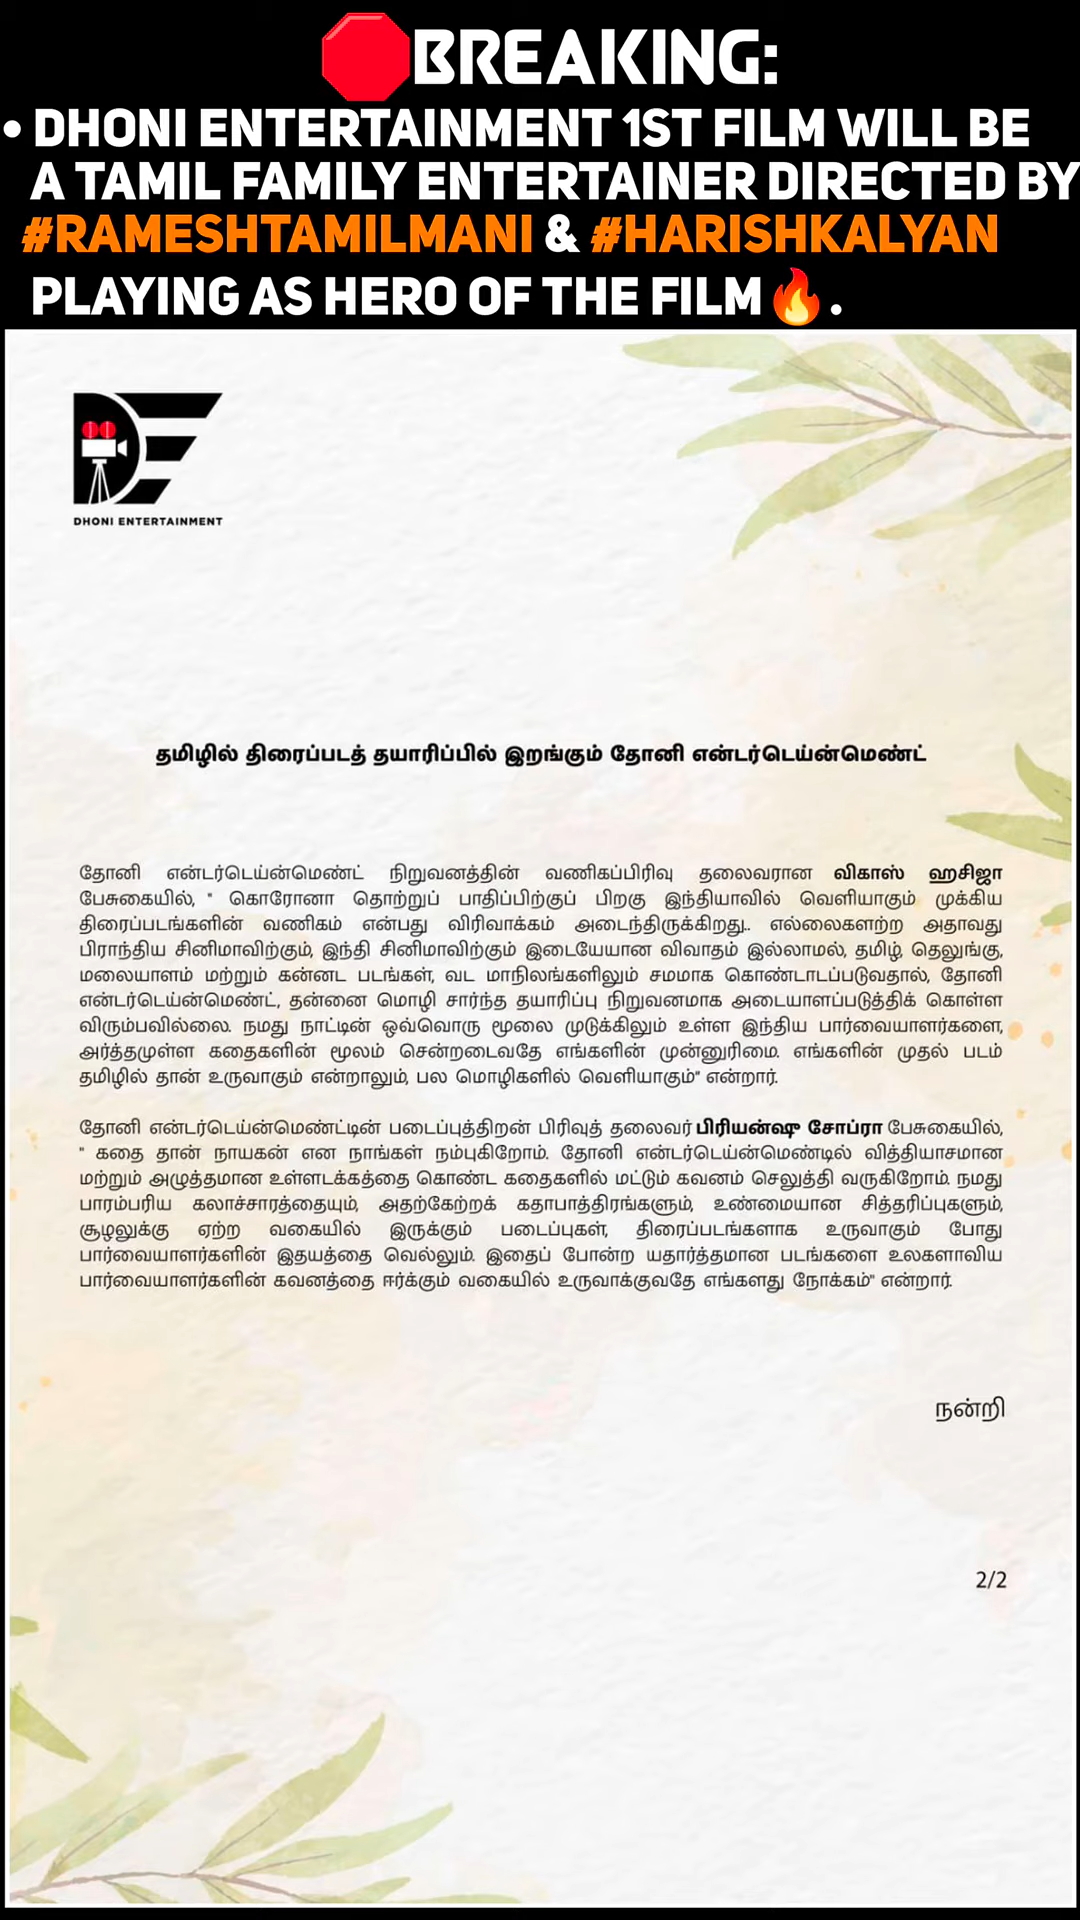 BREAKING:
• DHONI ENTERTAINMENT 1ST FILM WILL BE
A TAMIL FAMILY ENTERTAINER DIRECTED BY
#RAMESHTAMILMANI & #HARISHKALYAN
PLAYING AS HERO OF THE FILM🔥.
DHONI ENTERTAINMENT
தமிழில் திரைப்படத் தயாரிப்பில் இறங்கும் தோனி என்டர்டெய்ன்மெண்ட்
தோனி என்டர்டெய்ன்மெண்ட் நிறுவனத்தின் வணிகப்பிரிவு தலைவரான விகாஸ் ஹசிஜா
பேசுகையில், " கொரோனா தொற்றுப் பாதிப்பிற்குப் பிறகு இந்தியாவில் வெளியாகும் முக்கிய
திரைப்படங்களின் வணிகம் என்பது விரிவாக்கம் அடைந்திருக்கிறது.. எல்லைகளற்ற அதாவது
பிராந்திய சினிமாவிற்கும், இந்தி சினிமாவிற்கும் இடையேயான விவாதம் இல்லாமல், தமிழ், தெலுங்கு,
மலையாளம் மற்றும் கன்னட படங்கள், வட மாநிலங்களிலும் சமமாக கொண்டாடப்படுவதால், தோனி
என்டர்டெய்ன்மெண்ட், தன்னை மொழி சார்ந்த தயாரிப்பு நிறுவனமாக அடையாளப்படுத்திக் கொள்ள
விரும்பவில்லை. நமது நாட்டின் ஒவ்வொரு மூலை முடுக்கிலும் உள்ள இந்திய பார்வையாளர்களை,
அர்த்தமுள்ள கதைகளின் மூலம் சென்றடைவதே எங்களின் முன்னுரிமை. எங்களின் முதல் படம்
தமிழில் தான் உருவாகும் என்றாலும், பல மொழிகளில் வெளியாகும்" என்றார்.
தோனி என்டர்டெய்ன்மெண்ட்டின் படைப்புத்திறன் பிரிவுத் தலைவர் பிரியன்ஷு சோப்ரா பேசுகையில்,
" கதை தான் நாயகன் என நாங்கள் நம்புகிறோம். தோனி என்டர்டெய்ன்மெண்டில் வித்தியாசமான
மற்றும் அழுத்தமான உள்ளடக்கத்தை கொண்ட கதைகளில் மட்டும் கவனம் செலுத்தி வருகிறோம். நமது
பாரம்பரிய கலாச்சாரத்தையும், அதற்கேற்றக் கதாபாத்திரங்களும், உண்மையான சித்தரிப்புகளும்,
சூழலுக்கு ஏற்ற வகையில் இருக்கும் படைப்புகள், திரைப்படங்களாக உருவாகும் போது
பார்வையாளர்களின் இதயத்தை வெல்லும். இதைப் போன்ற யதார்த்தமான படங்களை உலகளாவிய
பார்வையாளர்களின் கவனத்தை ஈர்க்கும் வகையில் உருவாக்குவதே எங்களது நோக்கம்" என்றார்.
நன்றி
2/2